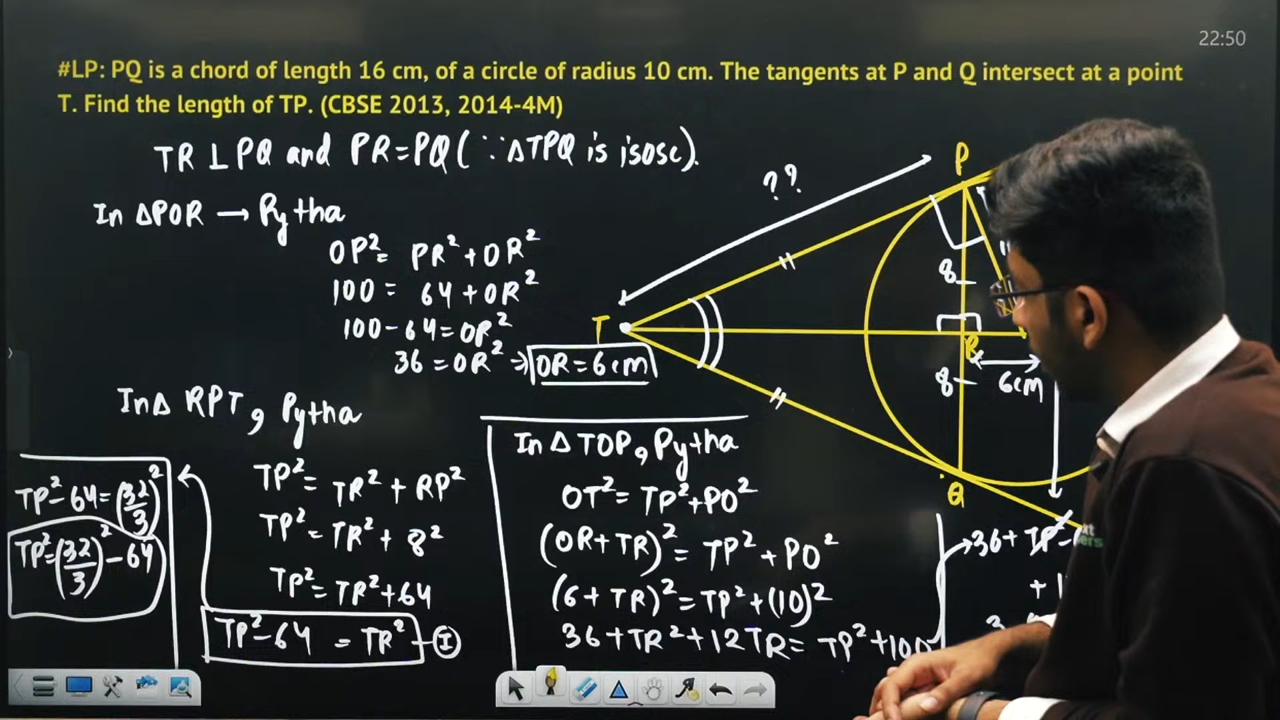 22:50
#LP: PQ is a chord of length 16 cm, of a circle of radius 10 cm. The tangents at P and Q intersect at a point
T. Find the length of TP. (CBSE 2013, 2014-4M)
TR ⊥ PQ and PR=PQ (∵ ΔTPQ is isosc).
In ΔPOR → Pytha
OP² = PR² + OR²
100 = 64 + OR²
100-64 = OR²
36 = OR² ⇒ OR = 6cm
In Δ RPT, Pytha
TP² = TR² + RP²
TP² = TR² + 8²
TP² = TR² + 64
TP²-64 = TR² - I
TP²-64 = (32/3)²
TP² = (32/3)² - 64
In Δ TOP, Pytha
OT² = TP² + PO²
(OR+TR)² = TP² + PO²
(6+TR)² = TP² + (10)²
36+TR²+12TR = TP²+100
36+TP²
??
P
T
8
R
8
6cm
Q